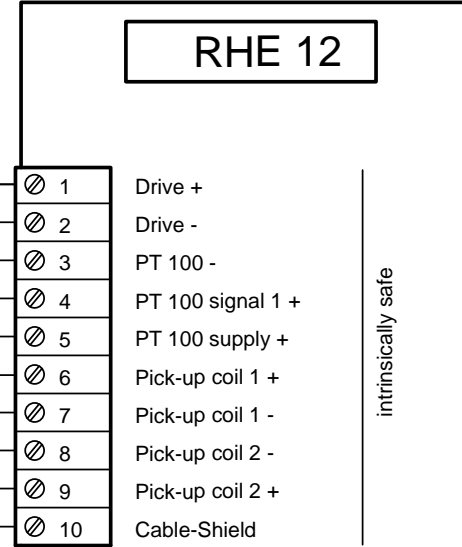 RHE 12
1 Drive +
2 Drive -
3 PT 100 -
4 PT 100 signal 1 +
5 PT 100 supply +
6 Pick-up coil 1 +
7 Pick-up coil 1 -
8 Pick-up coil 2 -
9 Pick-up coil 2 +
10 Cable-Shield
intrinsically safe